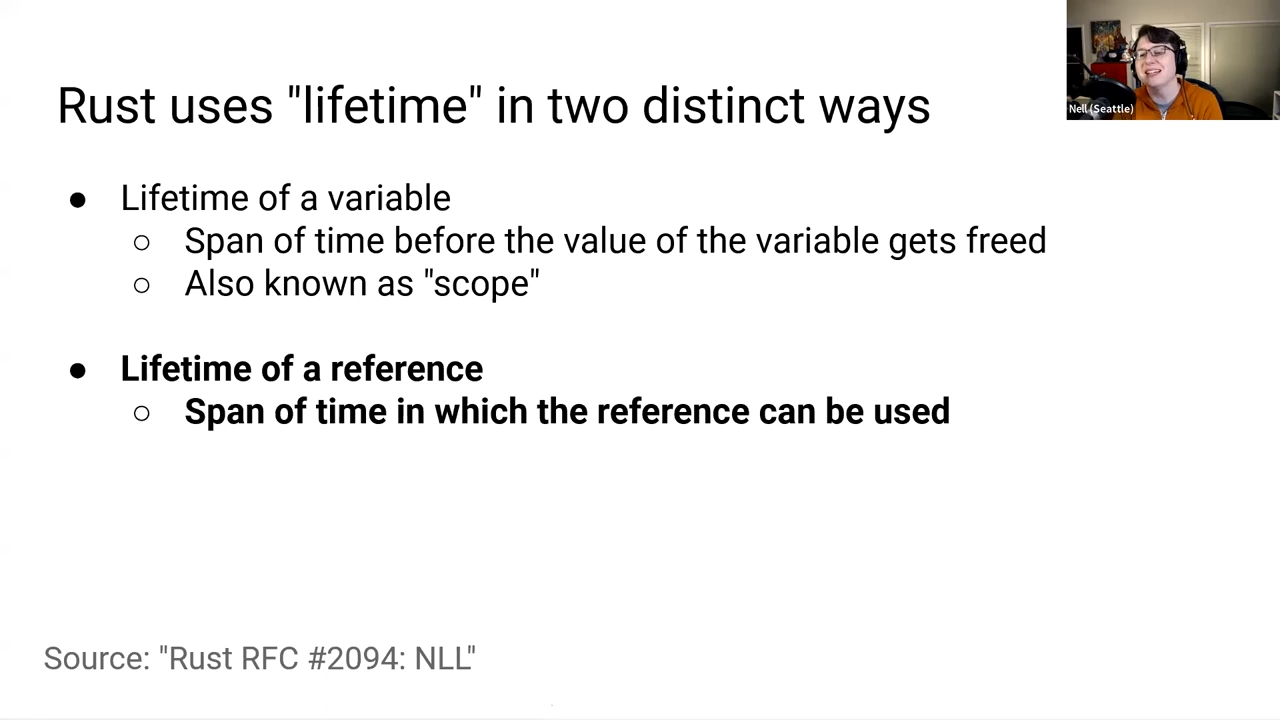 Rust uses "lifetime" in two distinct ways
Nell (Seattle)
● Lifetime of a variable
○ Span of time before the value of the variable gets freed
○ Also known as "scope"
● Lifetime of a reference
○ Span of time in which the reference can be used
Source: "Rust RFC #2094: NLL"